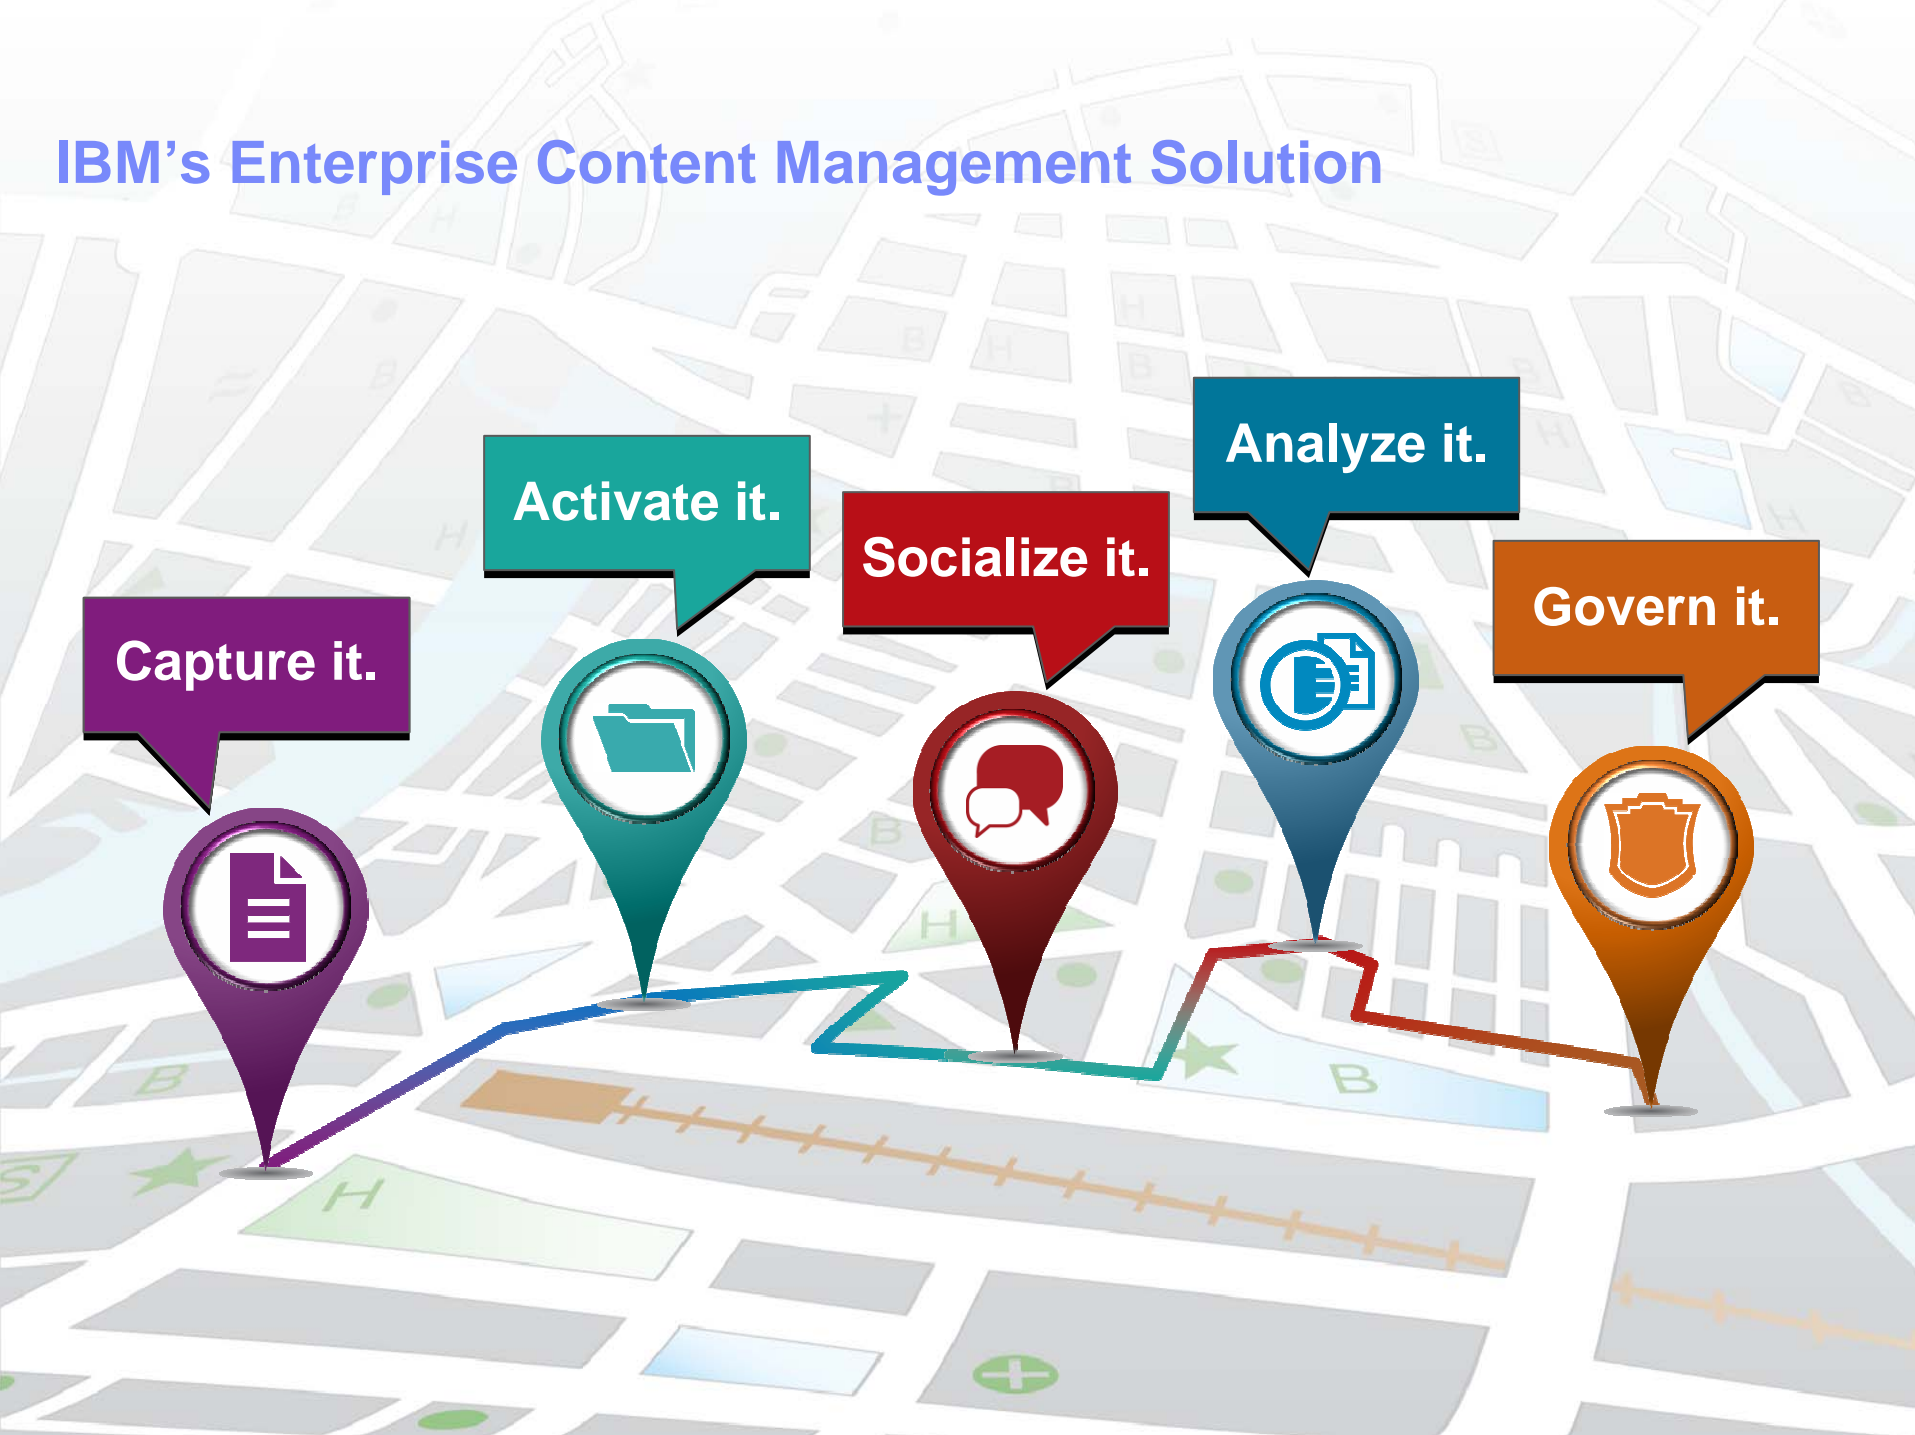 IBM’s Enterprise Content Management Solution
Capture it.
Activate it.
Socialize it.
Analyze it.
Govern it.
B
H
B
H
B
H
B
H
B
H
H
B
H
B
B
H
B
B
S
H
S